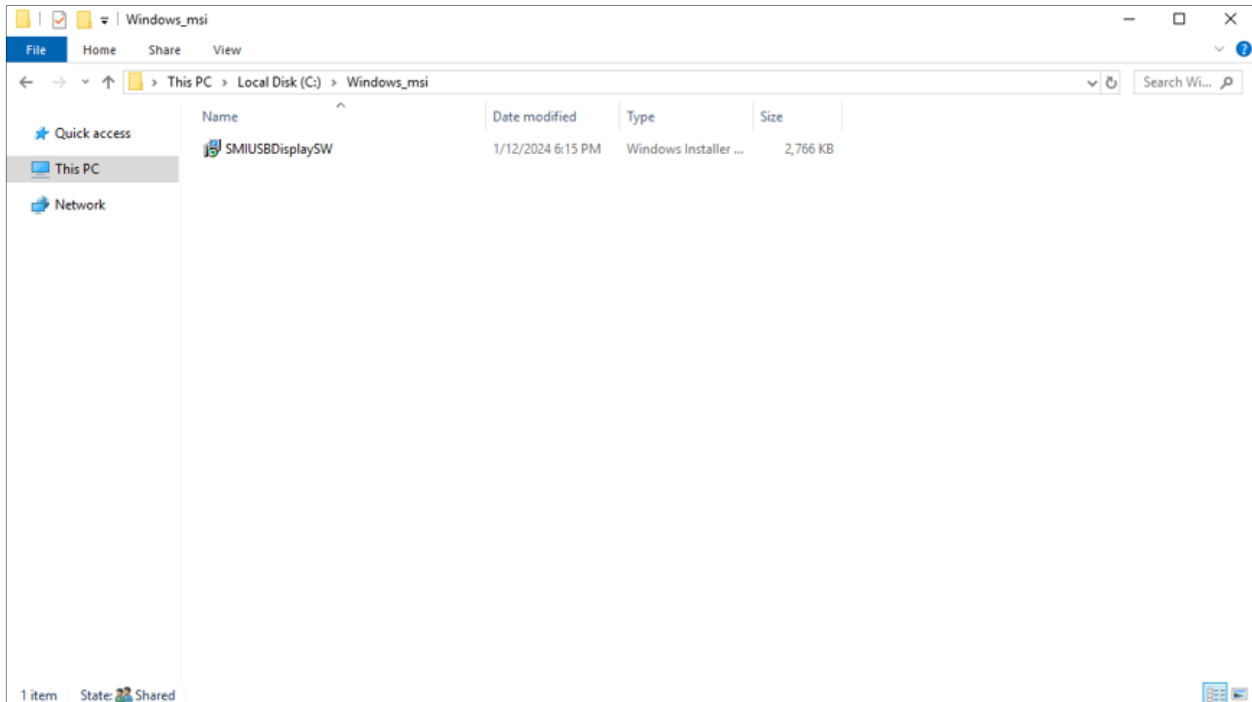 Windows_msi
File Home Share View
This PC > Local Disk (C:) > Windows_msi
Search Wi...
Name Date modified Type Size
Quick access
SMIUSBDisplaySW 1/12/2024 6:15 PM Windows Installer ... 2,766 KB
This PC
Network
1 item State: Shared